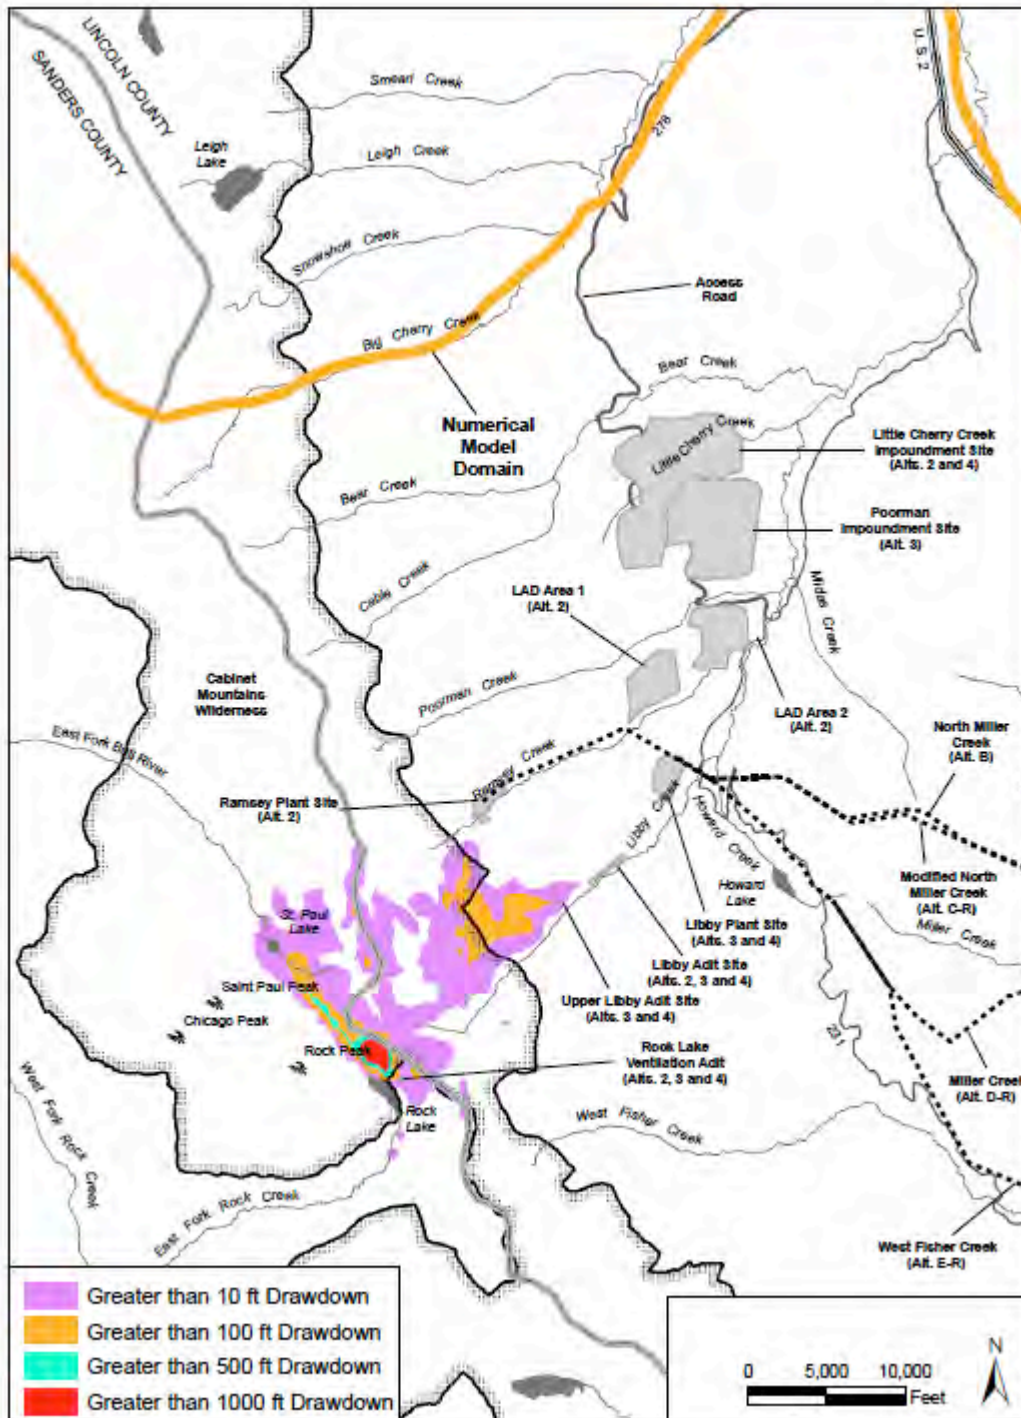 LINCOLN COUNTY
SANDERS COUNTY
U S 2
Smearl Creek
278
Leigh
Lake
Leigh Creek
Snowshoe Creek
Access
Road
Big Cherry Creek
Bear Creek
Numerical
Model
Domain
Little Cherry Creek
Little Cherry Creek
Impoundment Site
(Alts. 2 and 4)
Bear Creek
Poorman
Impoundment Site
(Alt. 3)
Cable Creek
LAD Area 1
(Alt. 2)
Midas Creek
Cabinet
Mountains
Wilderness
Poorman Creek
LAD Area 2
(Alt. 2)
North Miller
Creek
(Alt. B)
East Fork Bull River
Ramsey Creek
Ramsey Plant Site
(Alt. 2)
Libby Creek
Howard Creek
Howard
Lake
Modified North
Miller Creek
(Alt. C-R)
St. Paul
Lake
Libby Plant Site
(Alts. 3 and 4)
Miller Creek
Libby Adit Site
(Alts. 2, 3 and 4)
Saint Paul Peak
Upper Libby Adit Site
(Alts. 3 and 4)
Chicago Peak
231
Rock Peak
Rock Lake
Ventilation Adit
(Alts. 2, 3 and 4)
Miller Creek
(Alt. D-R)
West Fork Rock Creek
Rock
Lake
West Fisher Creek
East Fork Rock Creek
West Fisher Creek
(Alt. E-R)
Greater than 10 ft Drawdown
Greater than 100 ft Drawdown
Greater than 500 ft Drawdown
Greater than 1000 ft Drawdown
N
0 5,000 10,000
Feet